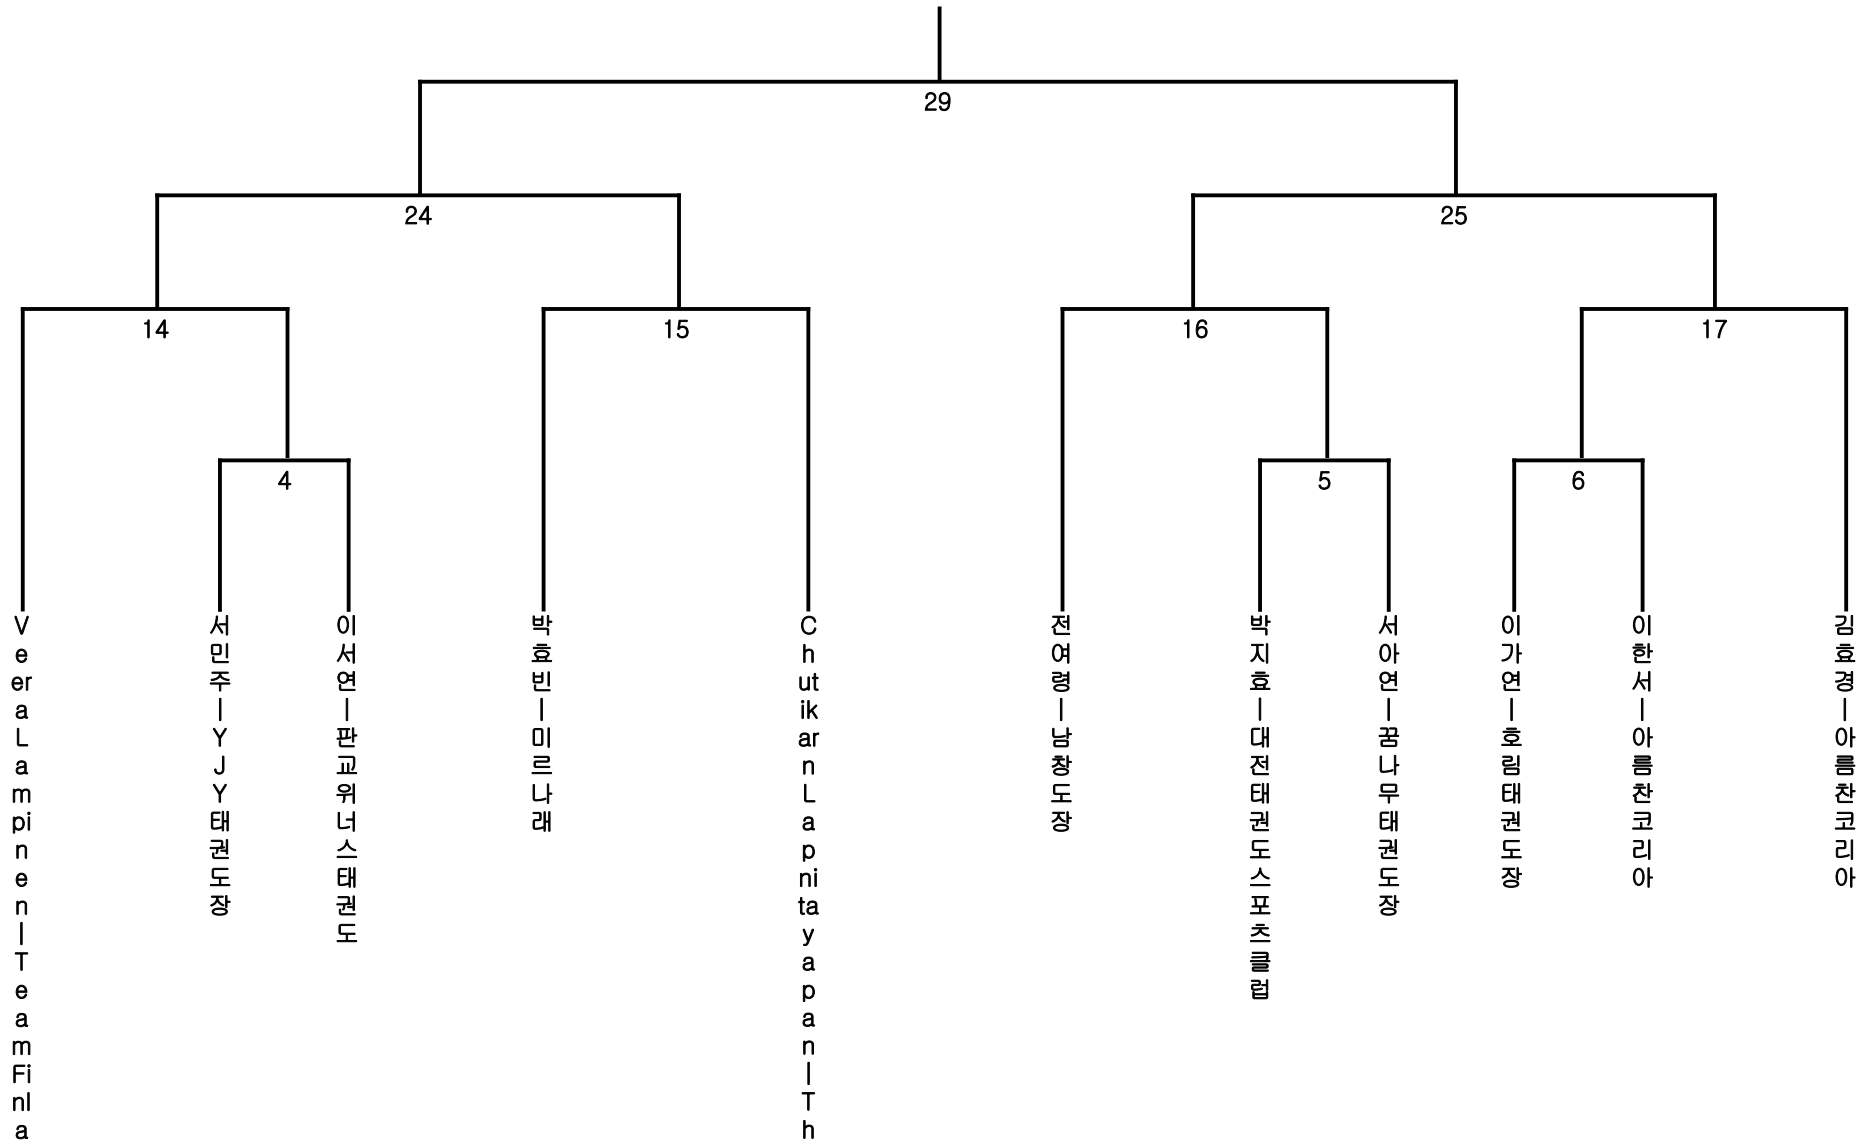 29
24
25
14
15
16
17
4
5
6
VeeraLampinen|TeamFinla
서민주|YJY태권도장
이서연|판교위너스태권도
박효빈|미르나래
ChutikarnLapnitayapan|Th
전여령|남창도장
박지효|대전태권도스포츠클럽
서아연|꿈나무태권도장
이가연|호림태권도장
이한서|아름찬코리아
김효경|아름찬코리아